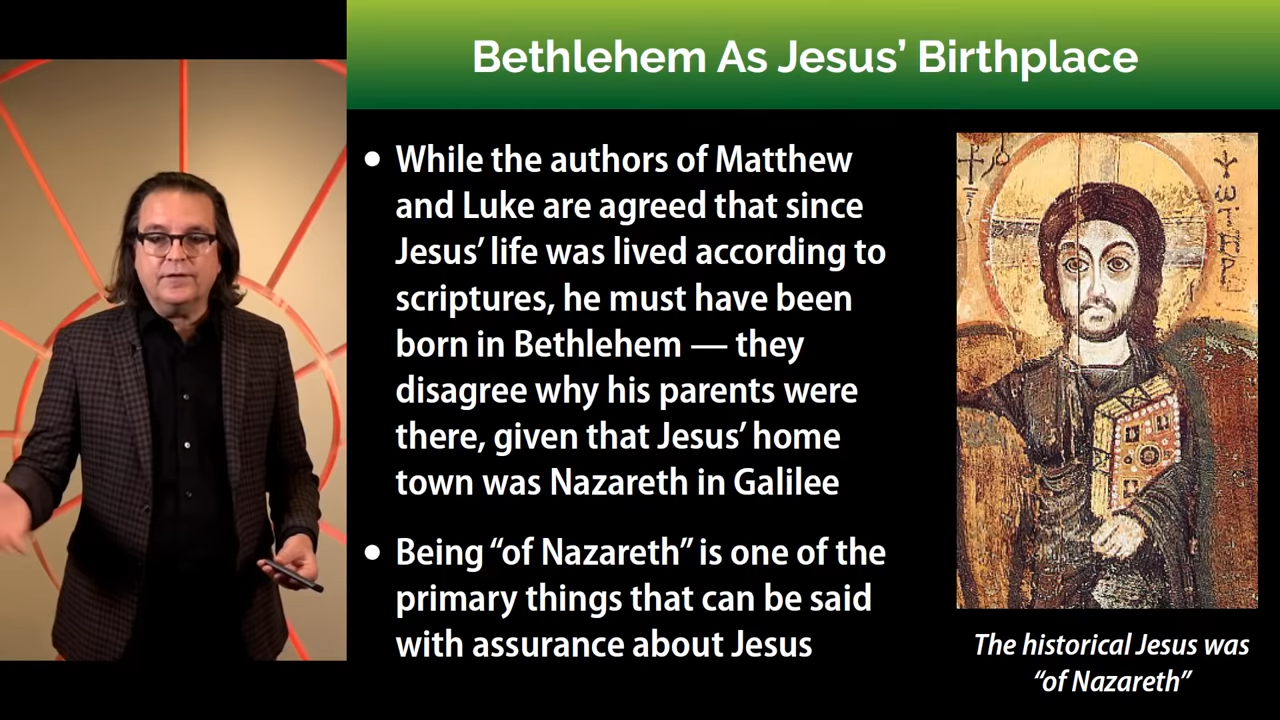 Bethlehem As Jesus’ Birthplace
• While the authors of Matthew
and Luke are agreed that since
Jesus’ life was lived according to
scriptures, he must have been
born in Bethlehem — they
disagree why his parents were
there, given that Jesus’ home
town was Nazareth in Galilee
• Being “of Nazareth” is one of the
primary things that can be said
with assurance about Jesus
The historical Jesus was
“of Nazareth”